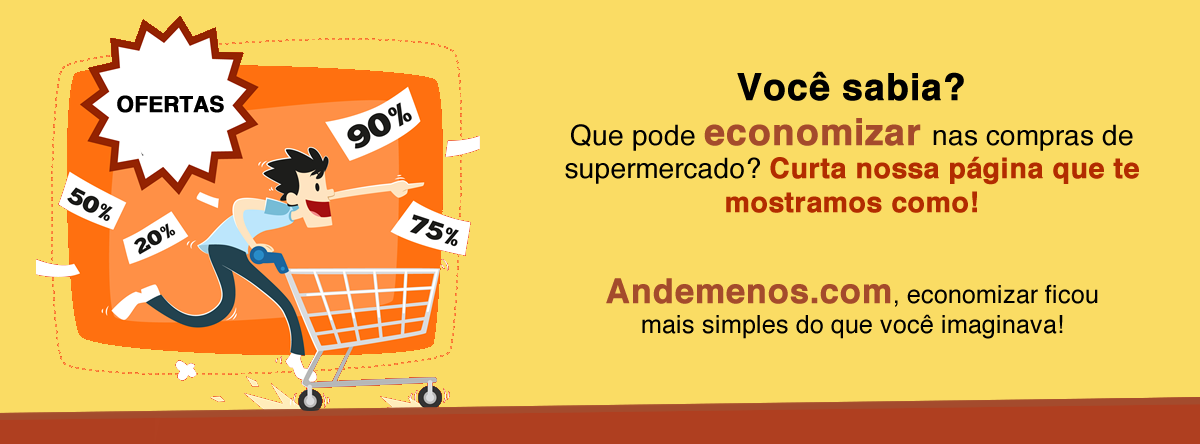 OFERTAS
90%
50%
20%
75%
Você sabia?
Que pode economizar nas compras de
supermercado? Curta nossa página que te
mostramos como!
Andemenos.com, economizar ficou
mais simples do que você imaginava!